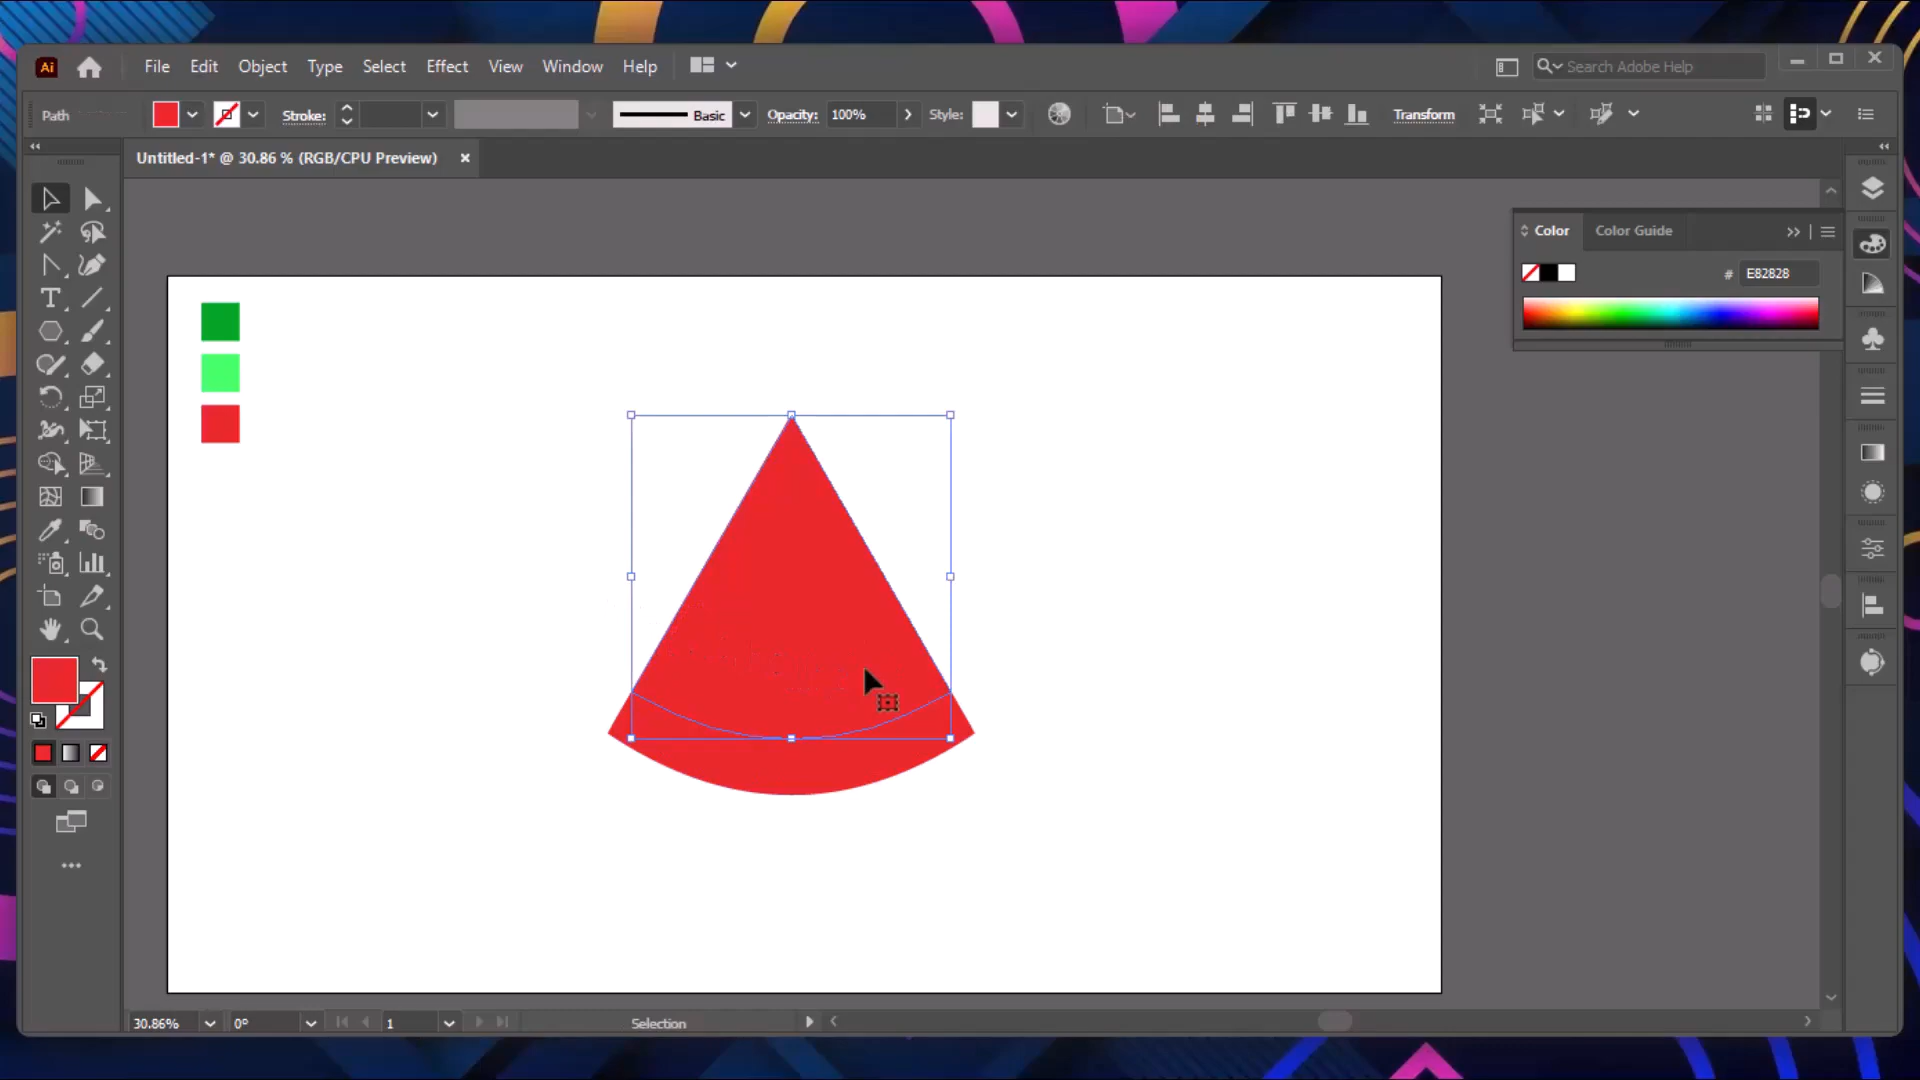 Ai File Edit Object Type Select Effect View Window Help Search Adobe Help
Path Stroke: Basic Opacity: 100% Style: Transform
Untitled-1* @ 30.86 % (RGB/CPU Preview)
Color Color Guide
# E82828
30.86% 0° 1 Selection